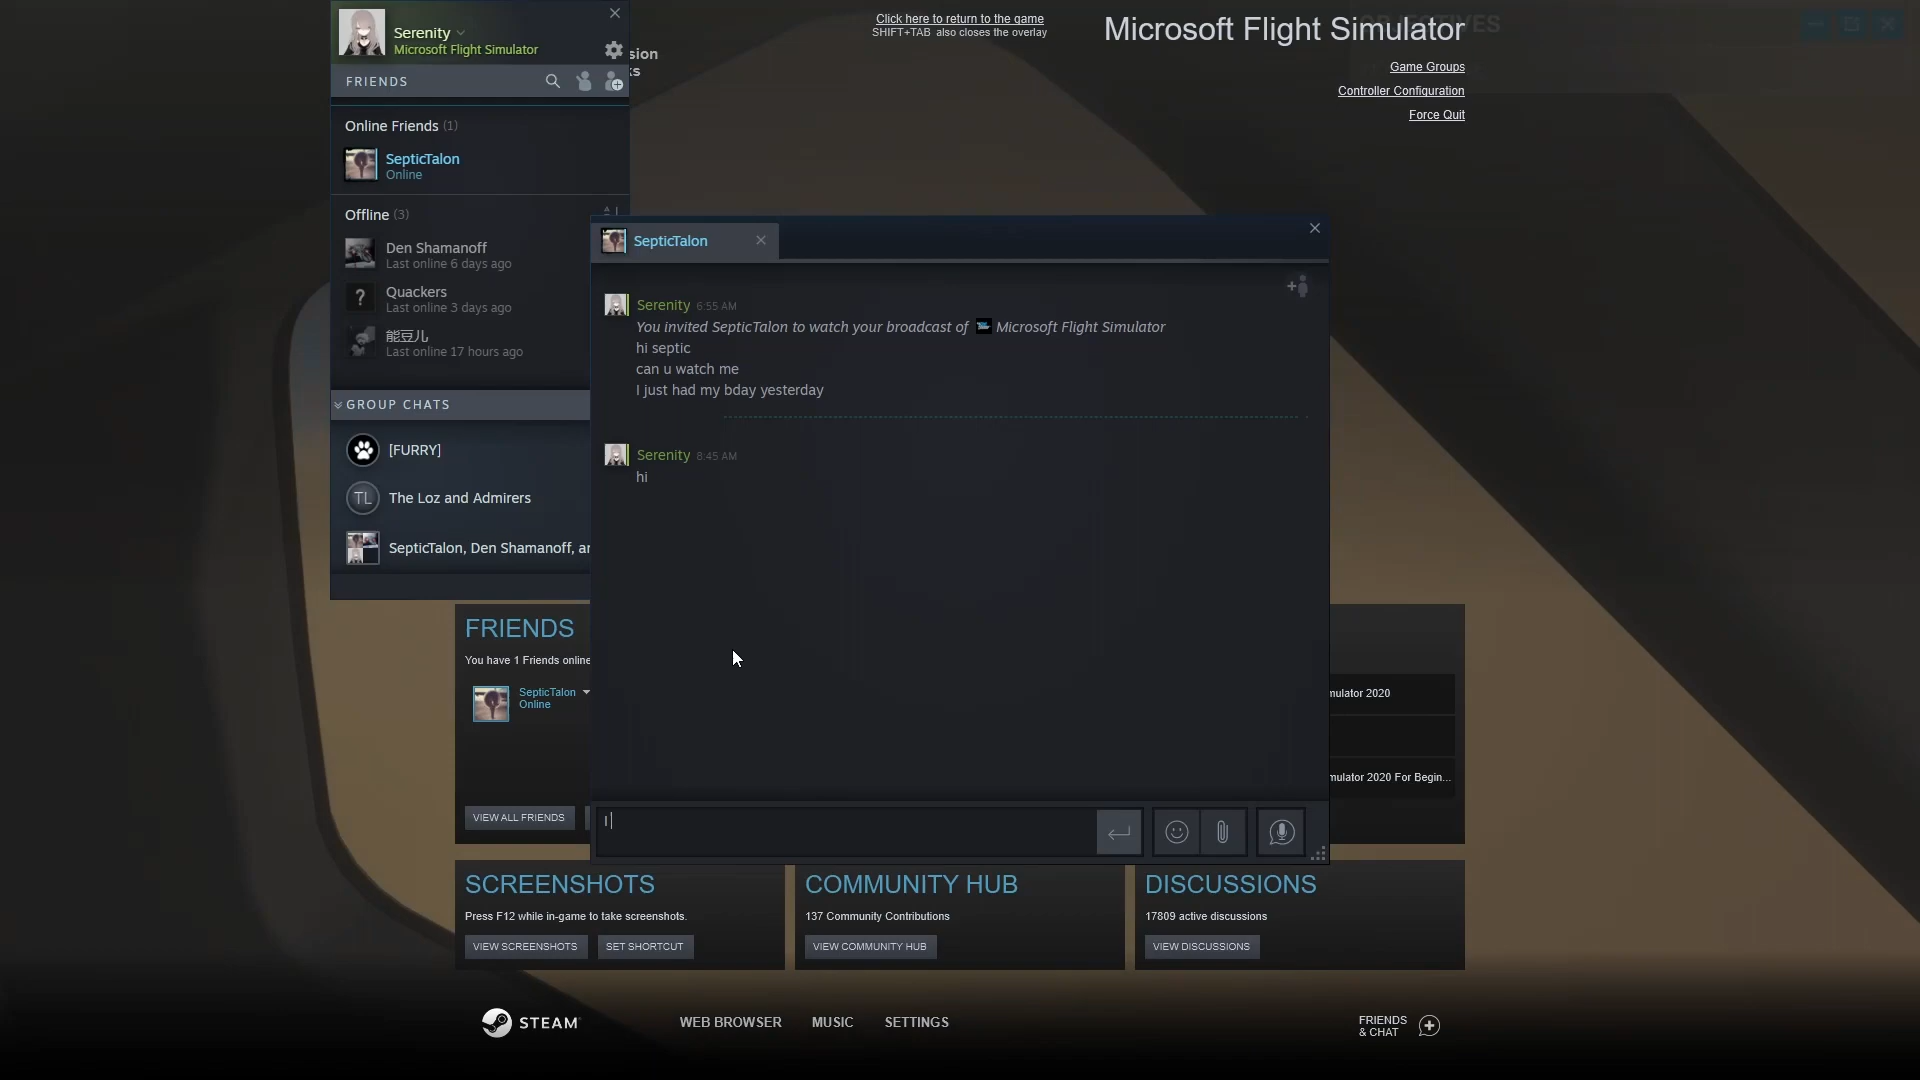 Serenity
Microsoft Flight Simulator
FRIENDS
Online Friends (1)
SepticTalon
Online
Offline (3)
Den Shamanoff
Last online 6 days ago
Quackers
Last online 3 days ago
能豆儿
Last online 17 hours ago
GROUP CHATS
[FURRY]
TL
The Loz and Admirers
SepticTalon, Den Shamanoff, an
sion
ks
Click here to return to the game
SHIFT+TAB also closes the overlay
Microsoft Flight Simulator
OBJECTIVES
Game Groups
Controller Configuration
Force Quit
SepticTalon
Serenity 6:55 AM
You invited SepticTalon to watch your broadcast of Microsoft Flight Simulator
hi septic
can u watch me
I just had my bday yesterday
Serenity 8:45 AM
hi
I
FRIENDS
You have 1 Friends online
SepticTalon
Online
VIEW ALL FRIENDS
mulator 2020
mulator 2020 For Begin...
SCREENSHOTS
Press F12 while in-game to take screenshots.
VIEW SCREENSHOTS
SET SHORTCUT
COMMUNITY HUB
137 Community Contributions
VIEW COMMUNITY HUB
DISCUSSIONS
17809 active discussions
VIEW DISCUSSIONS
STEAM
WEB BROWSER
MUSIC
SETTINGS
FRIENDS
& CHAT